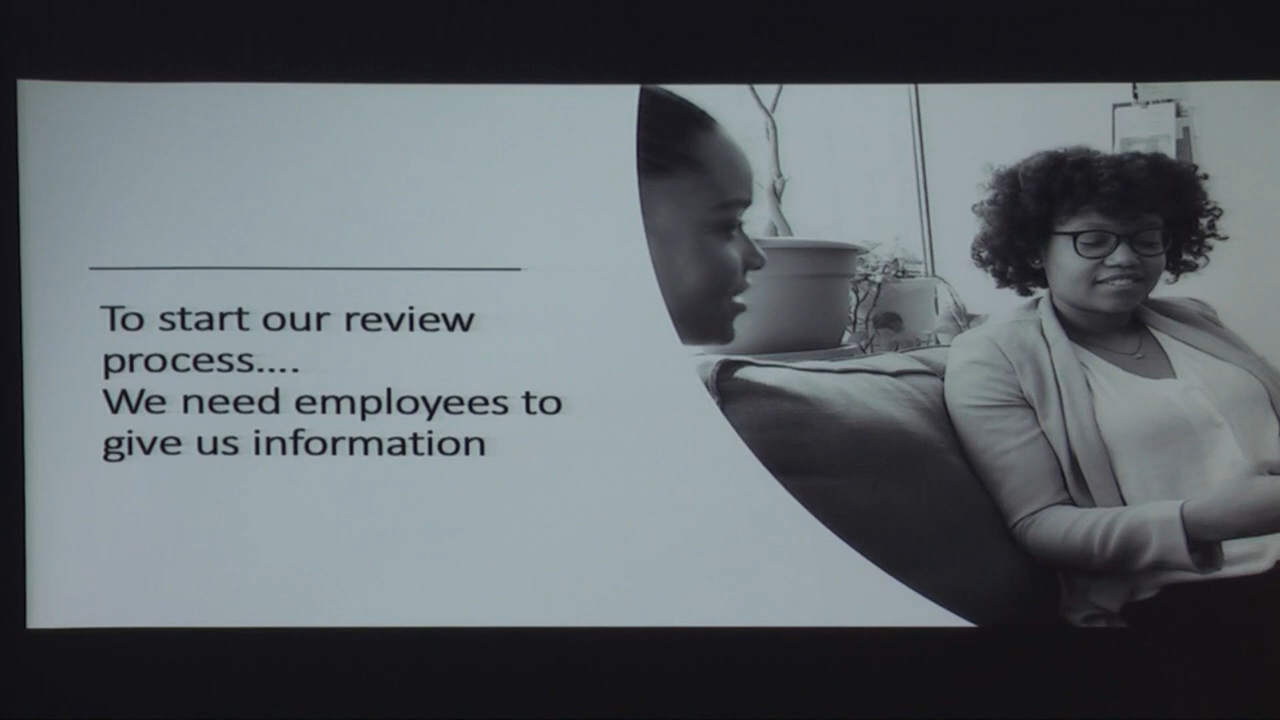 To start our review
process....
We need employees to
give us information